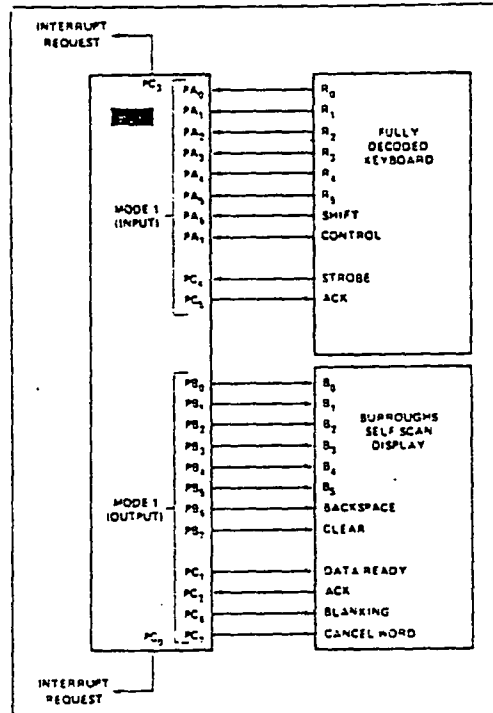 INTERRUPT
REQUEST
PC3
PA0 R0
PA1 R1
PA2 R2
PA3 R3
PA4 R4
PA5 R5
PA6 SHIFT
PA7 CONTROL
FULLY
DECODED
KEYBOARD
MODE 1
(INPUT)
PC4 STROBE
PC5 ACK
PB0 B0
PB1 B1
PB2 B2
PB3 B3
PB4 B4
PB5 B5
PB6 BACKSPACE
PB7 CLEAR
BURROUGHS
SELF SCAN
DISPLAY
MODE 1
(OUTPUT)
PC1 DATA READY
PC2 ACK
PC6 BLANKING
PC7 CANCEL WORD
PC0
INTERRUPT
REQUEST